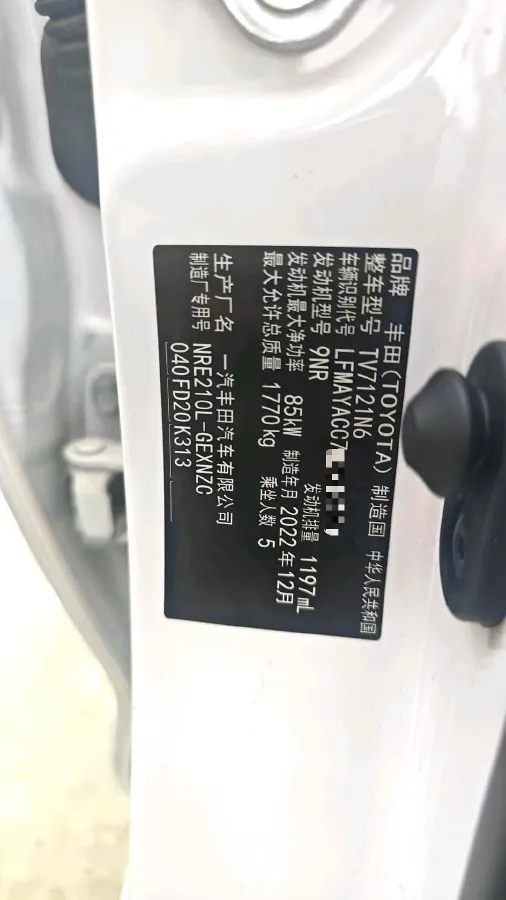 品牌 丰田(TOYOTA) 制造国 中华人民共和国
整车型号 TV7121N6
车辆识别代号 LFMAYACC7
发动机型号 9NR 发动机排量 1197mL
发动机最大净功率 85kW 制造年月 2022年12月
最大允许总质量 1770kg 乘坐人数 5
生产厂名 一汽丰田汽车有限公司
制造厂专用号 NRE210L-GEXNZC
040FD20 K313